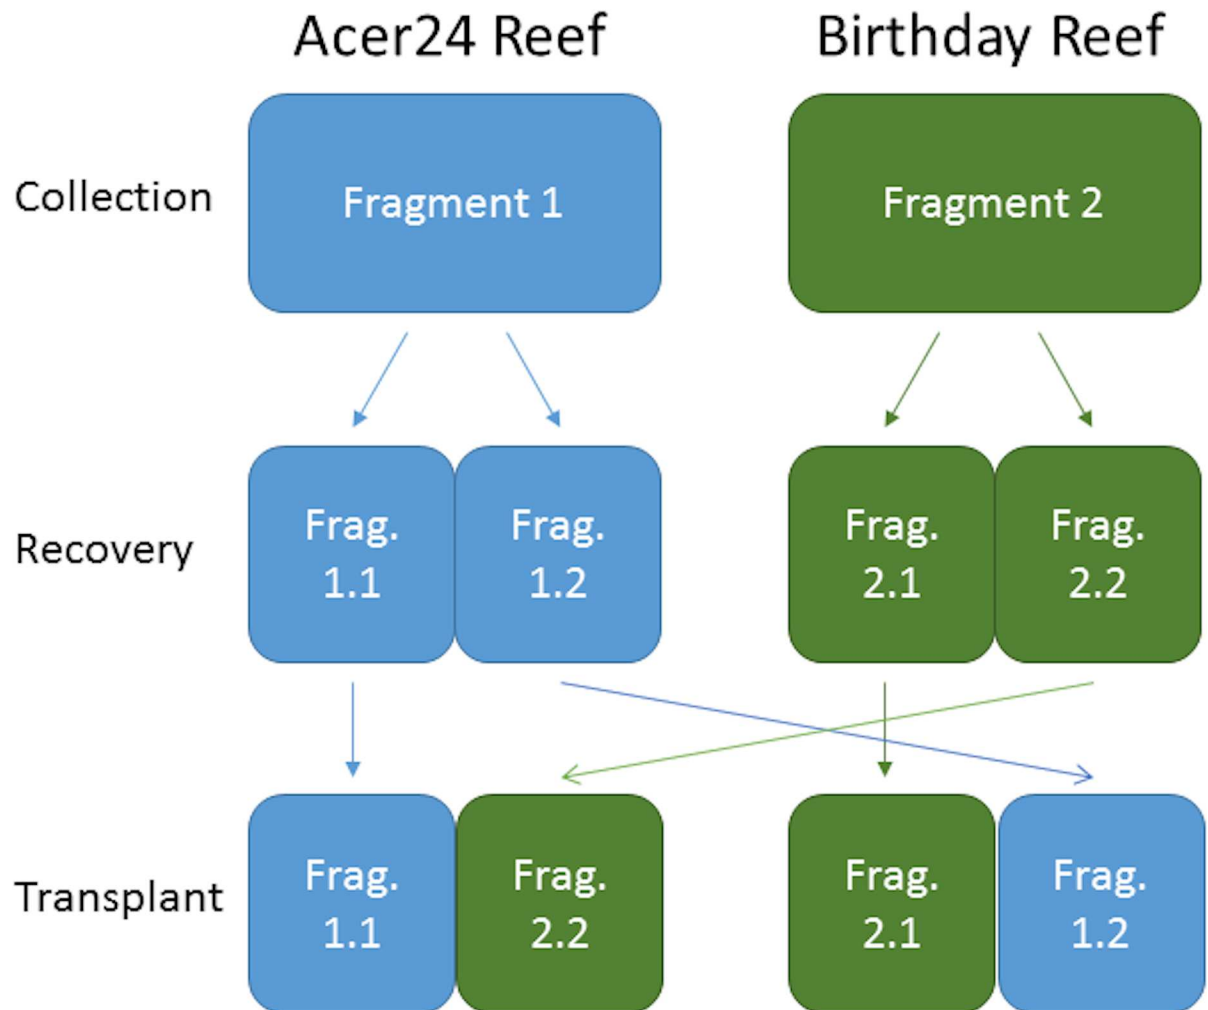 Acer24 Reef
Birthday Reef
Collection
Fragment 1
Fragment 2
Recovery
Frag.
1.1
Frag.
1.2
Frag.
2.1
Frag.
2.2
Transplant
Frag.
1.1
Frag.
2.2
Frag.
2.1
Frag.
1.2